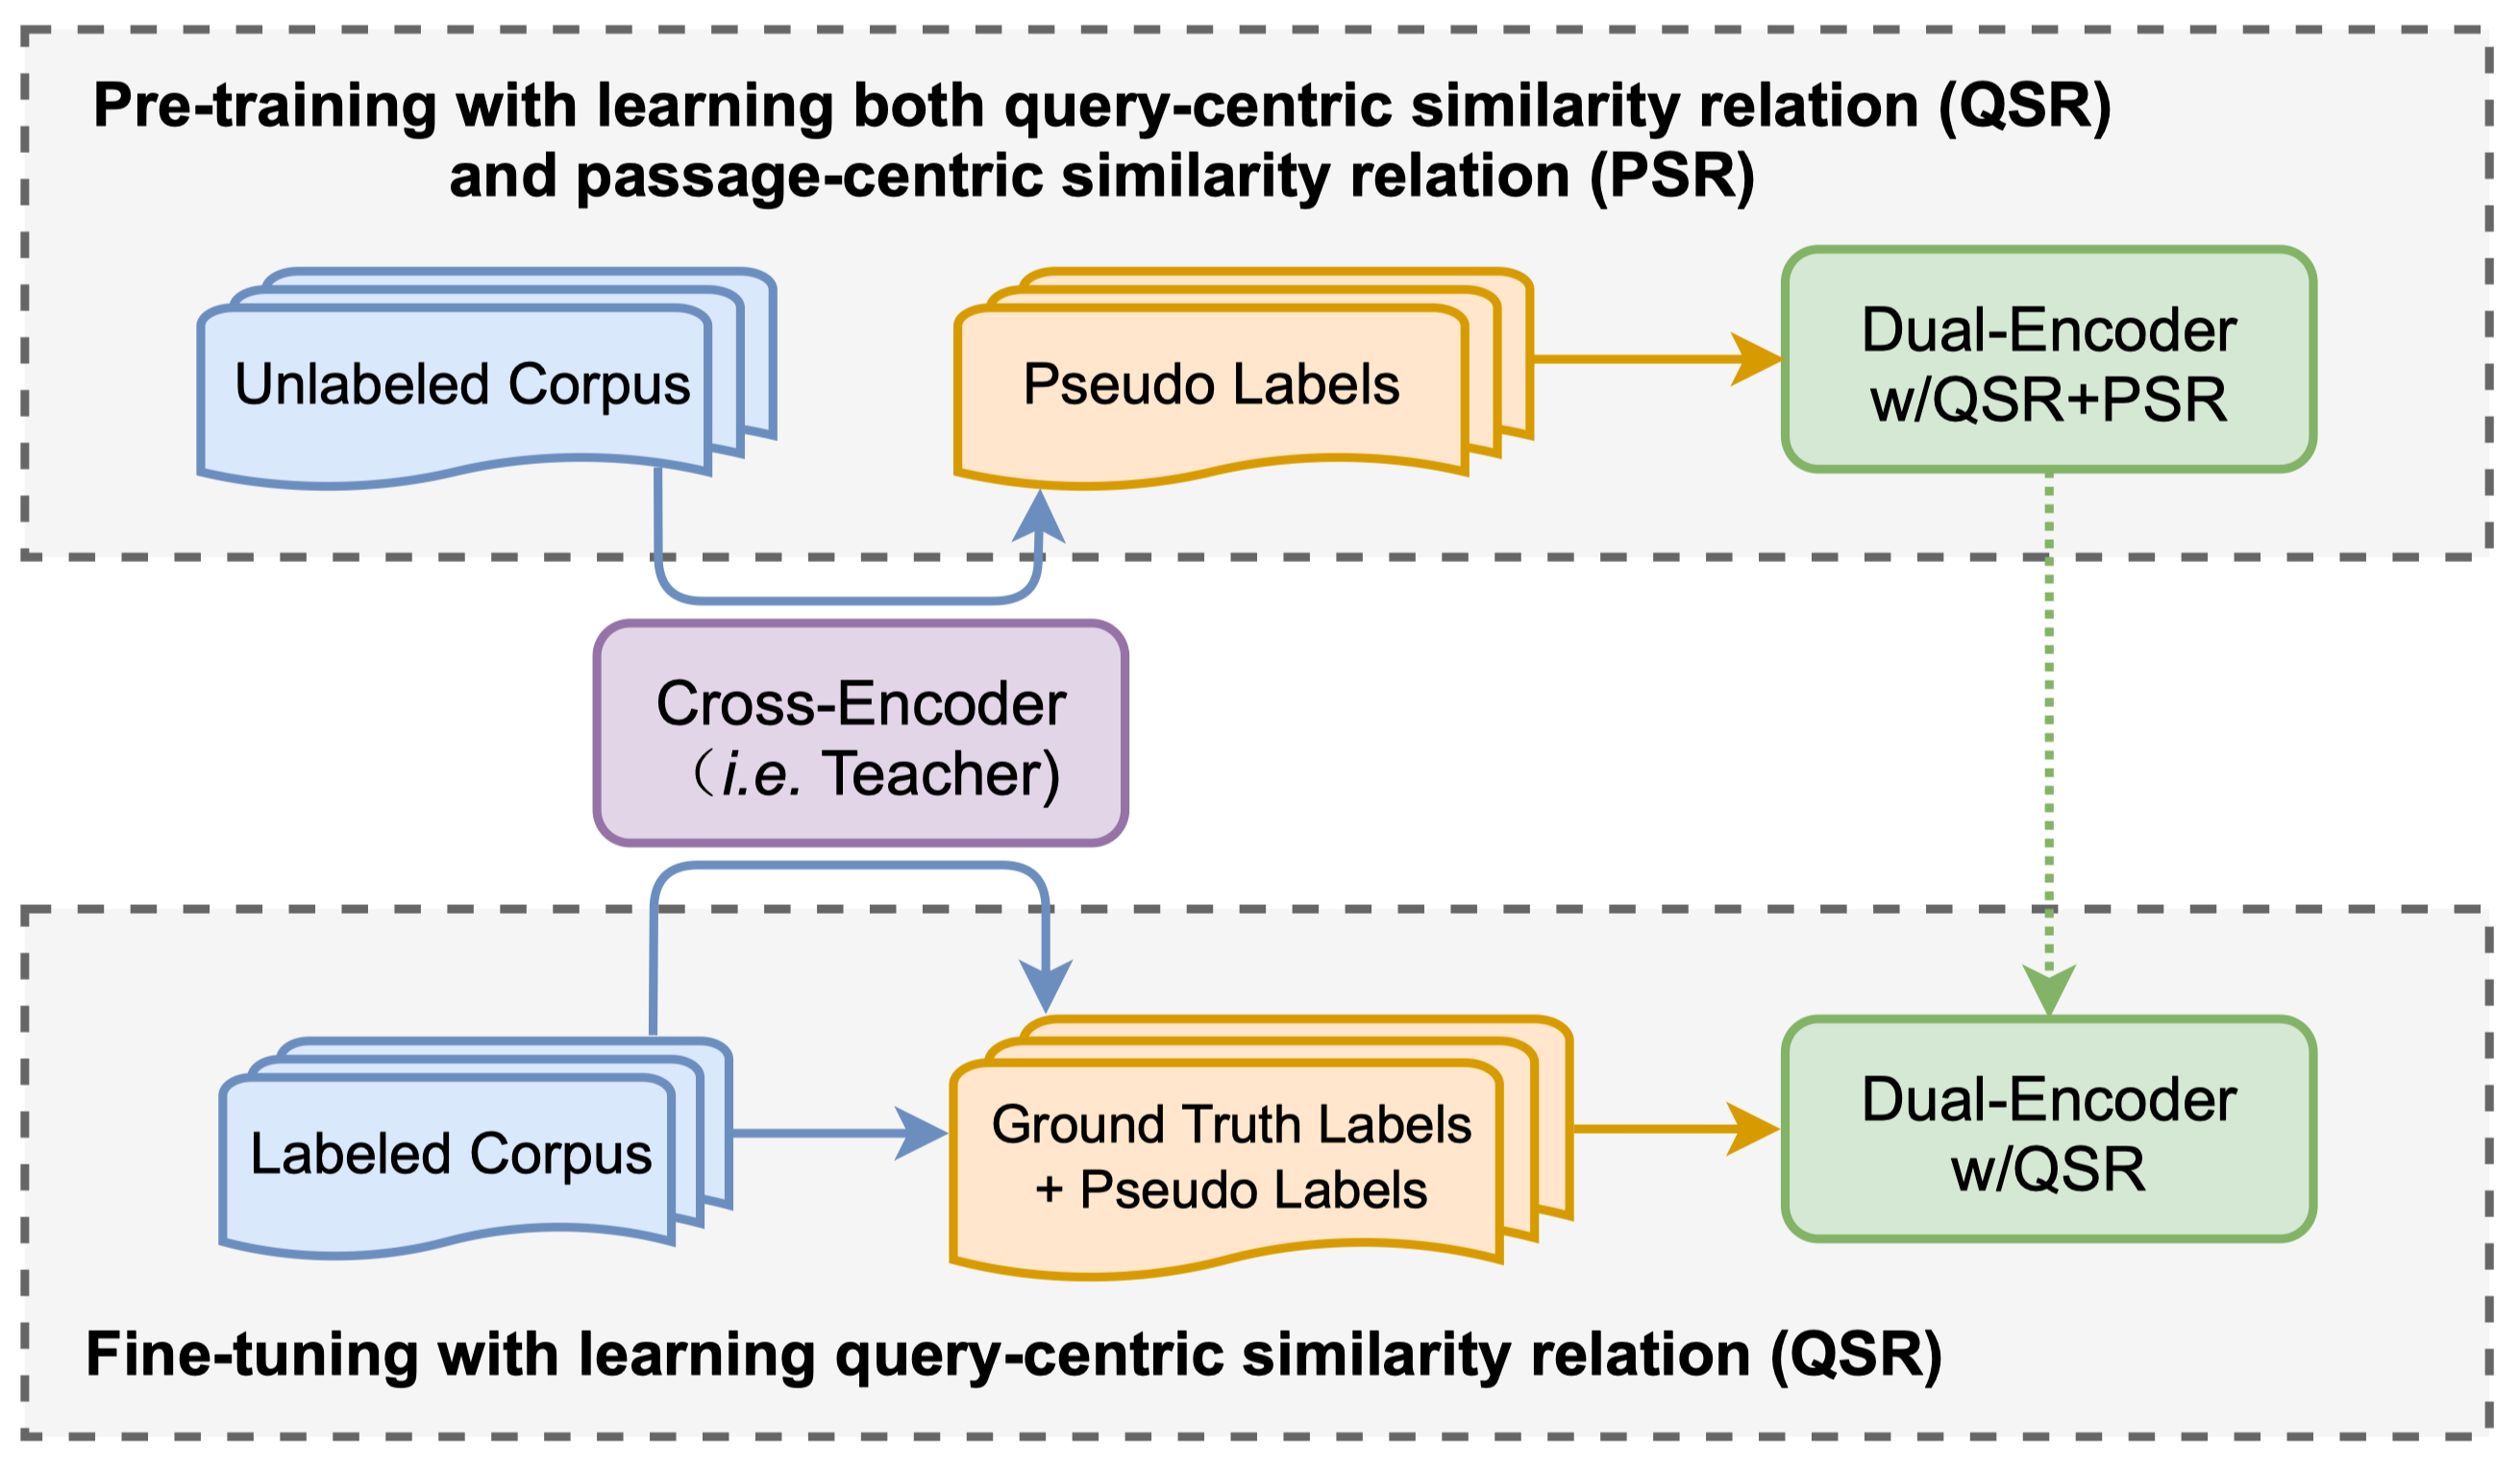 Pre-training with learning both query-centric similarity relation (QSR)
and passage-centric similarity relation (PSR)
Unlabeled Corpus
Pseudo Labels
Dual-Encoder
w/QSR+PSR
Cross-Encoder
（i.e. Teacher)
Labeled Corpus
Ground Truth Labels
+ Pseudo Labels
Dual-Encoder
w/QSR
Fine-tuning with learning query-centric similarity relation (QSR)